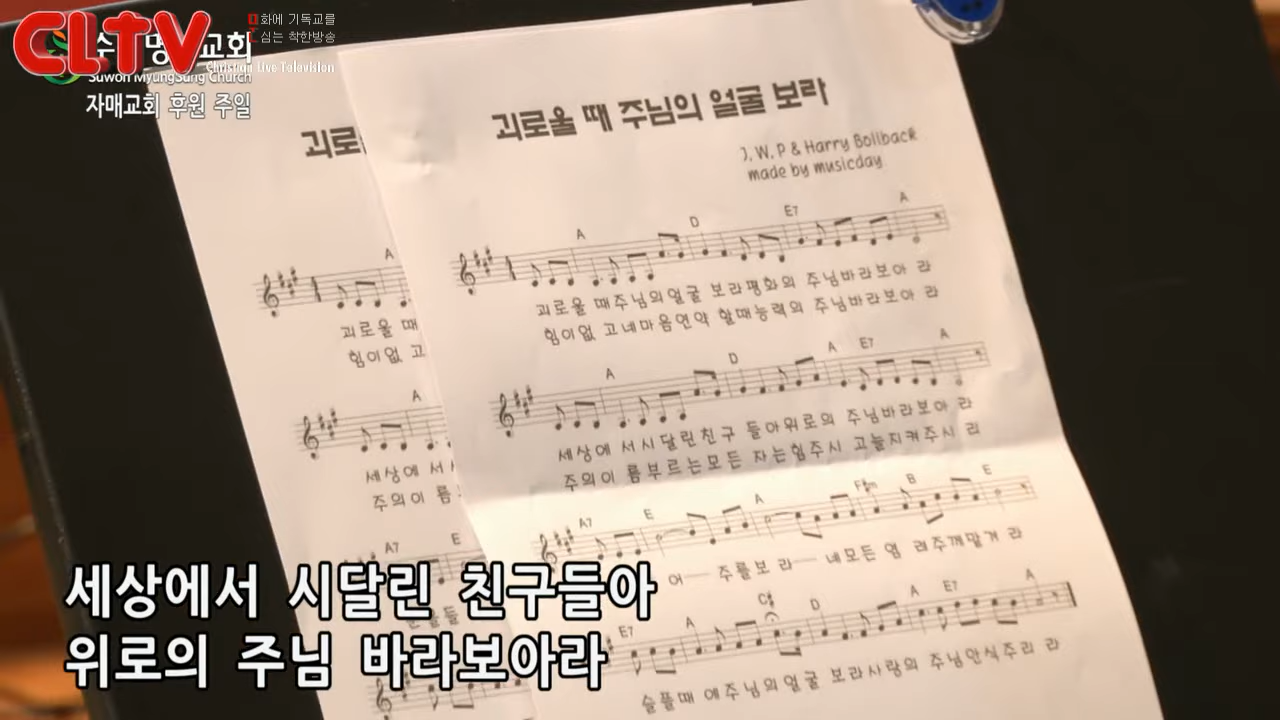 CLTV
화에 기독교를
심는 착한방송
Christian Live Television
수 명 교회
Suwon MyungSung Church
자매교회 후원 주일
괴로울 때 주님의 얼굴 보라
J. W. P & Harry Bollback
made by musicday
A D E7 A
괴로울 때주님의얼굴 보라평화의 주님바라보아 라
힘이없 고네마음연약 할때능력의 주님바라보아 라
A D A E7 A
세상에 서시달린친구 들아위로의 주님바라보아 라
주의이 름부르는모든 자는힘주시 고늘지켜주시 리
A7 E A F#m B E
어── 주를보 라── 네모든 염 려주께맡겨 라
E7 A C# D A E7 A
슬플때 에주님의얼굴 보라사랑의 주님안식주리 라
괴로
A
괴로울 때
힘이없 고
A
세상에 서
주의이 름
A7 E
세상에서 시달린 친구들아
위로의 주님 바라보아라